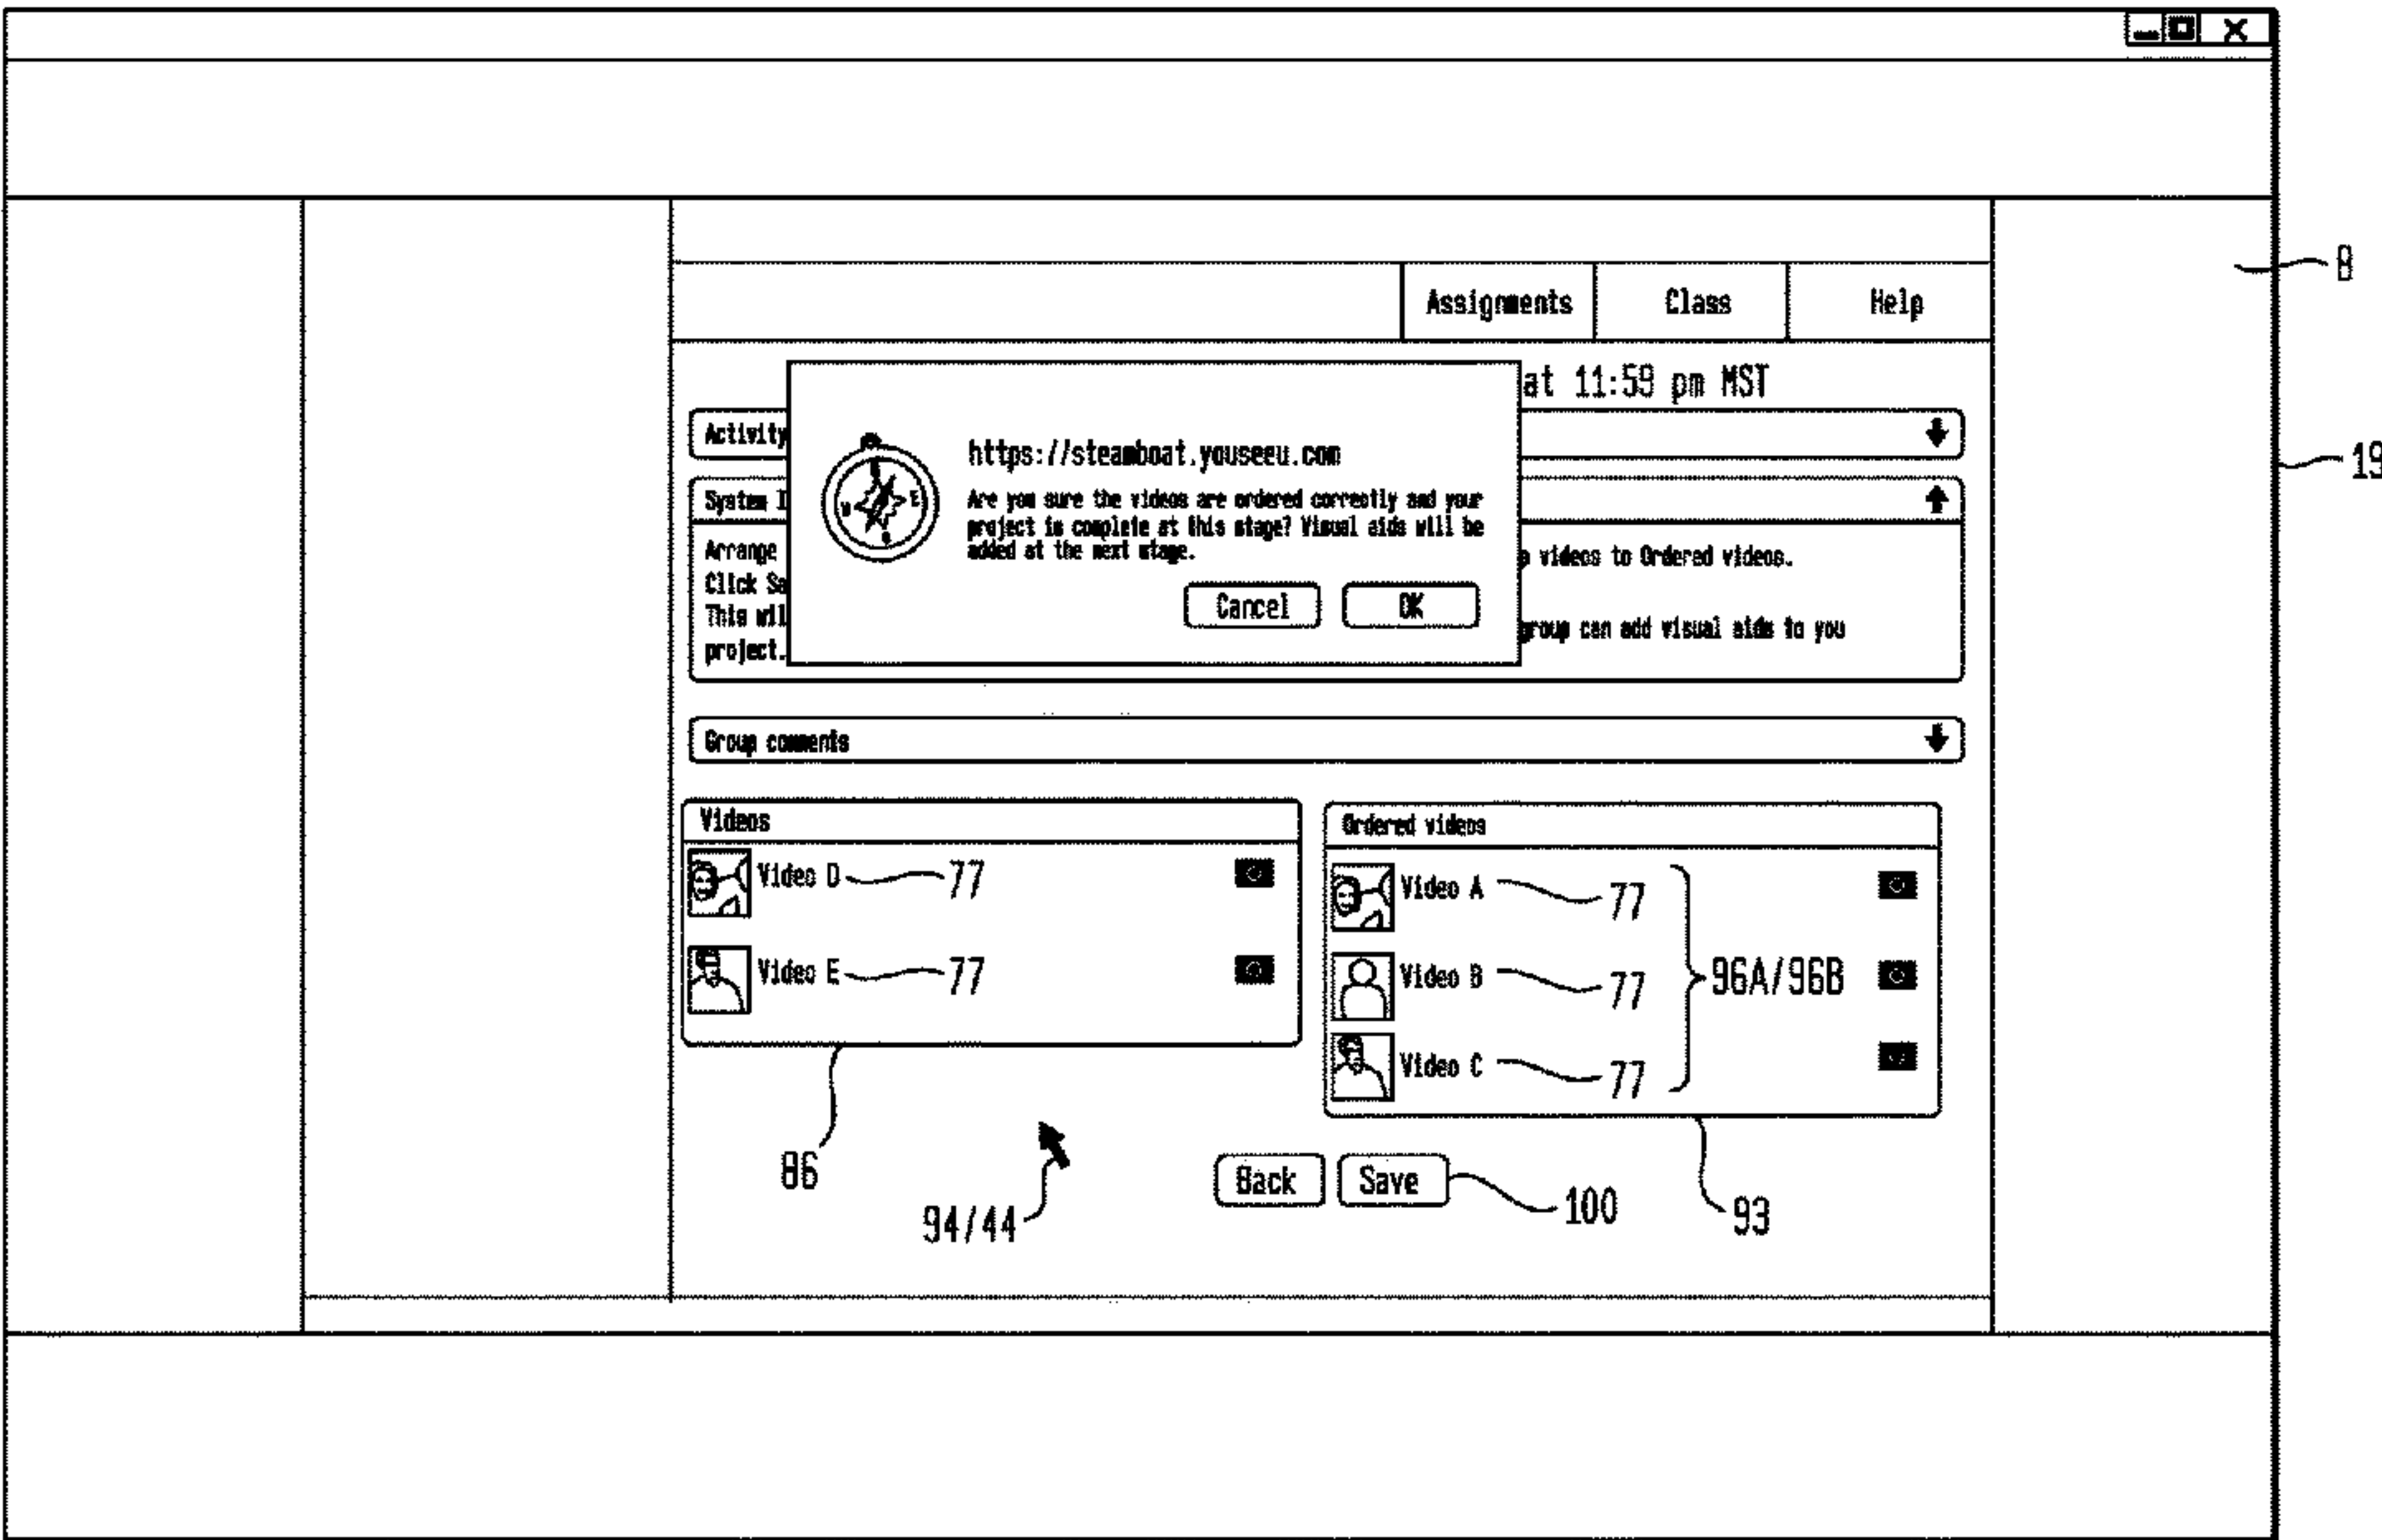 8
19
Assignments Class Help
at 11:59 pm MST
Activity
System I
Arrange videos to Ordered videos.
Click Sa
This wil group can add visual aids to you
project.
https://steamboat.youseeu.com
Are you sure the videos are ordered correctly and your
project is complete at this stage? Visual aids will be
added at the next stage.
Cancel OK
Group comments
Videos
Video D 77
Video E 77
86
Ordered videos
Video A 77
Video B 77
Video C 77
96A/96B
93
94/44
Back Save 100